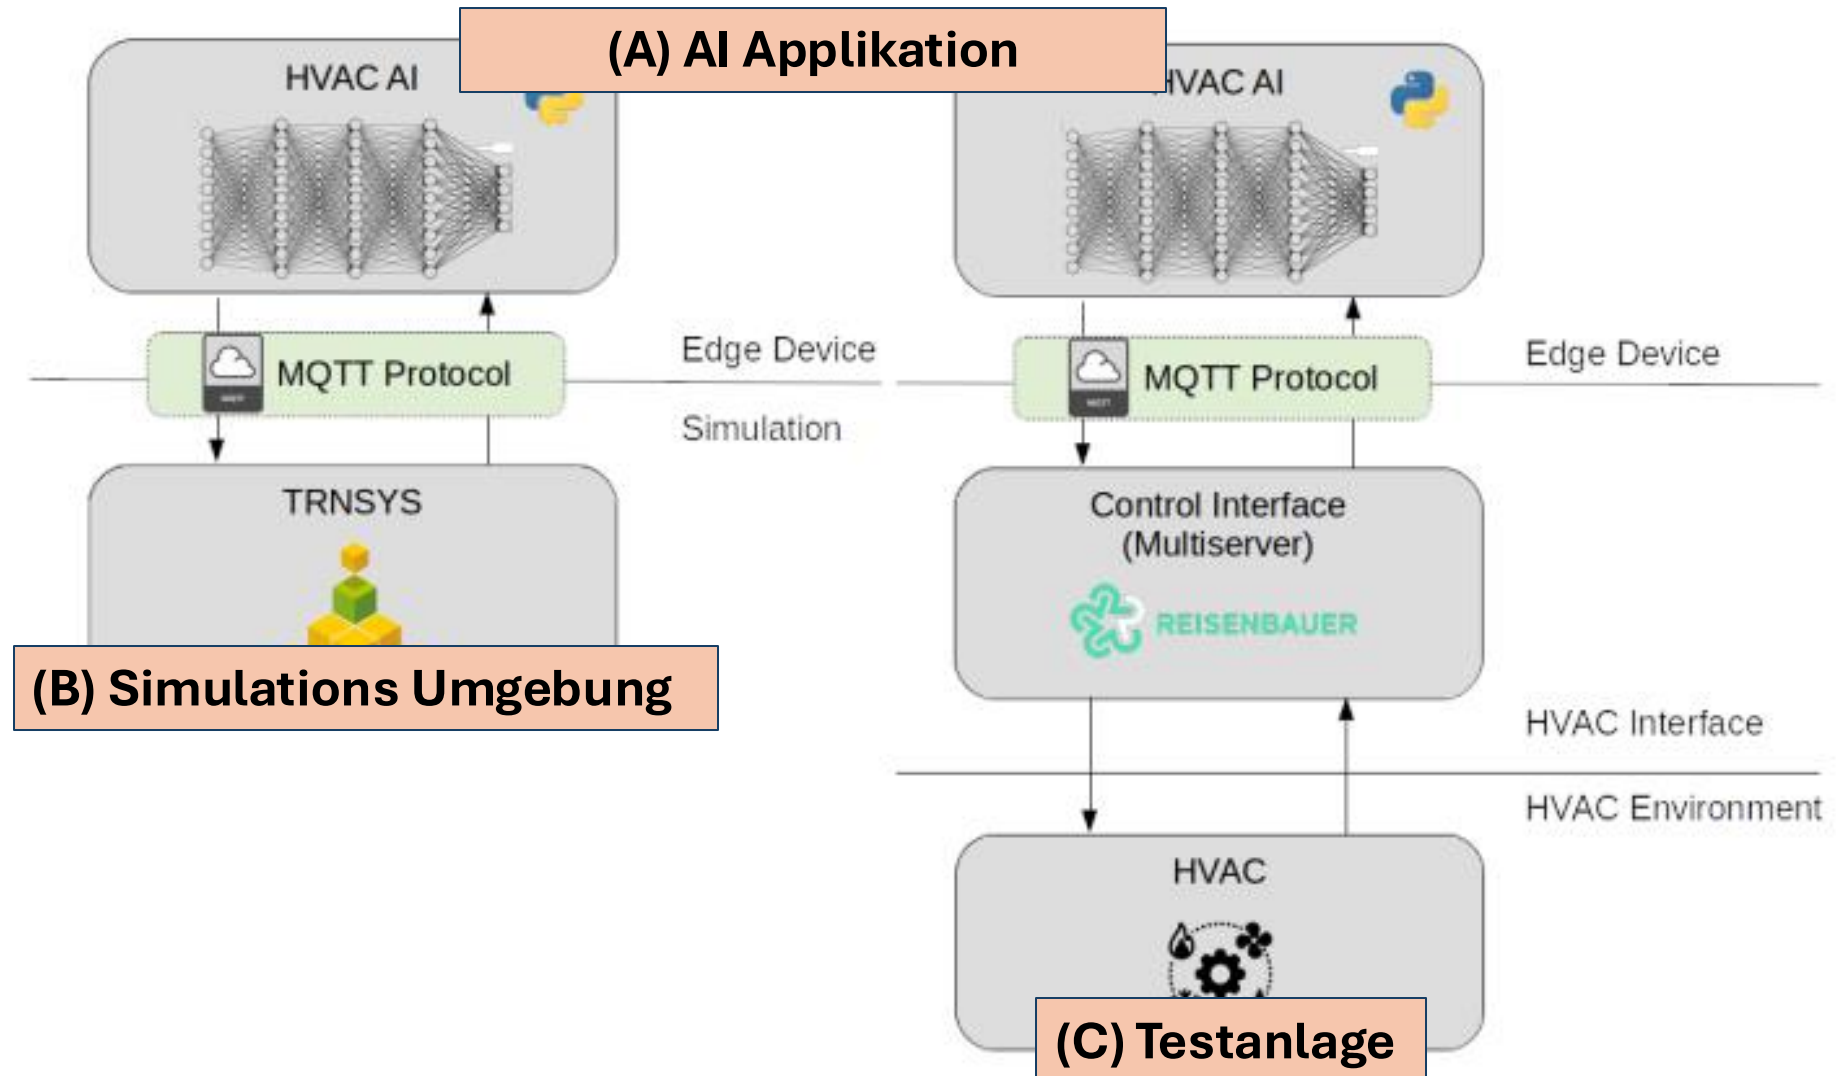 (A) AI Applikation
HVAC AI
MQTT Protocol
Edge Device
Simulation
TRNSYS
(B) Simulations Umgebung
HVAC AI
MQTT Protocol
Edge Device
Control Interface
(Multiserver)
REISENBAUER
HVAC Interface
HVAC Environment
HVAC
(C) Testanlage